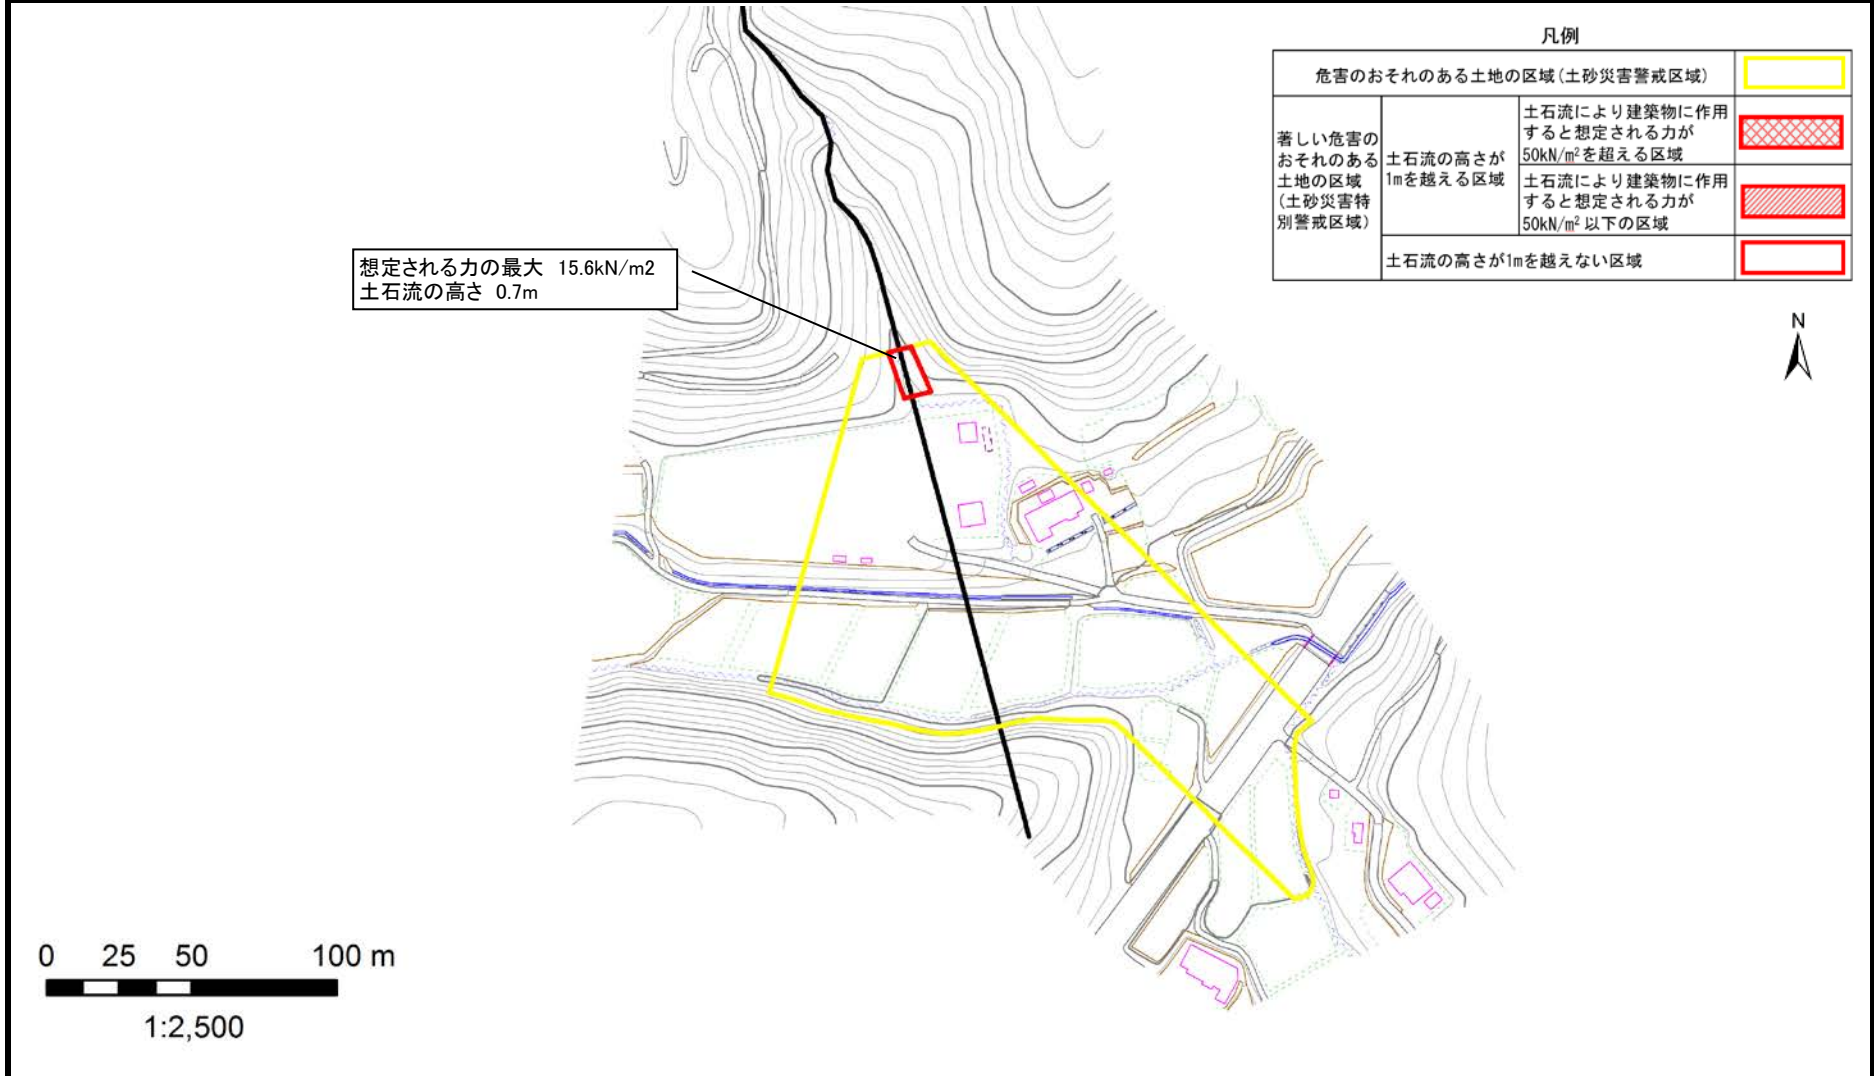 凡例
危害のおそれのある土地の区域(土砂災害警戒区域)
著しい危害の
おそれのある
土地の区域
(土砂災害特
別警戒区域)
土石流の高さが
1mを越える区域
土石流により建築物に作用
すると想定される力が
50kN/m²を超える区域
土石流により建築物に作用
すると想定される力が
50kN/m²以下の区域
土石流の高さが1mを越えない区域
想定される力の最大 15.6kN/m2
土石流の高さ 0.7m
N
0 25 50 100 m
1:2,500